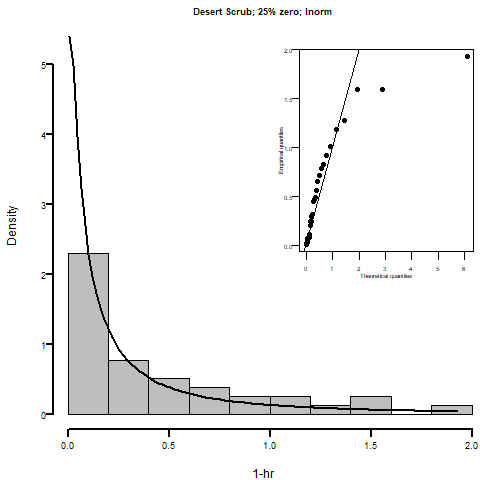 Desert Scrub; 25% zero; lnorm
Density
5
4
3
2
1
0
0.0 0.5 1.0 1.5 2.0
1-hr
Empirical quantiles
2.0
1.5
1.0
0.5
0.0
0 1 2 3 4 5 6
Theoretical quantiles